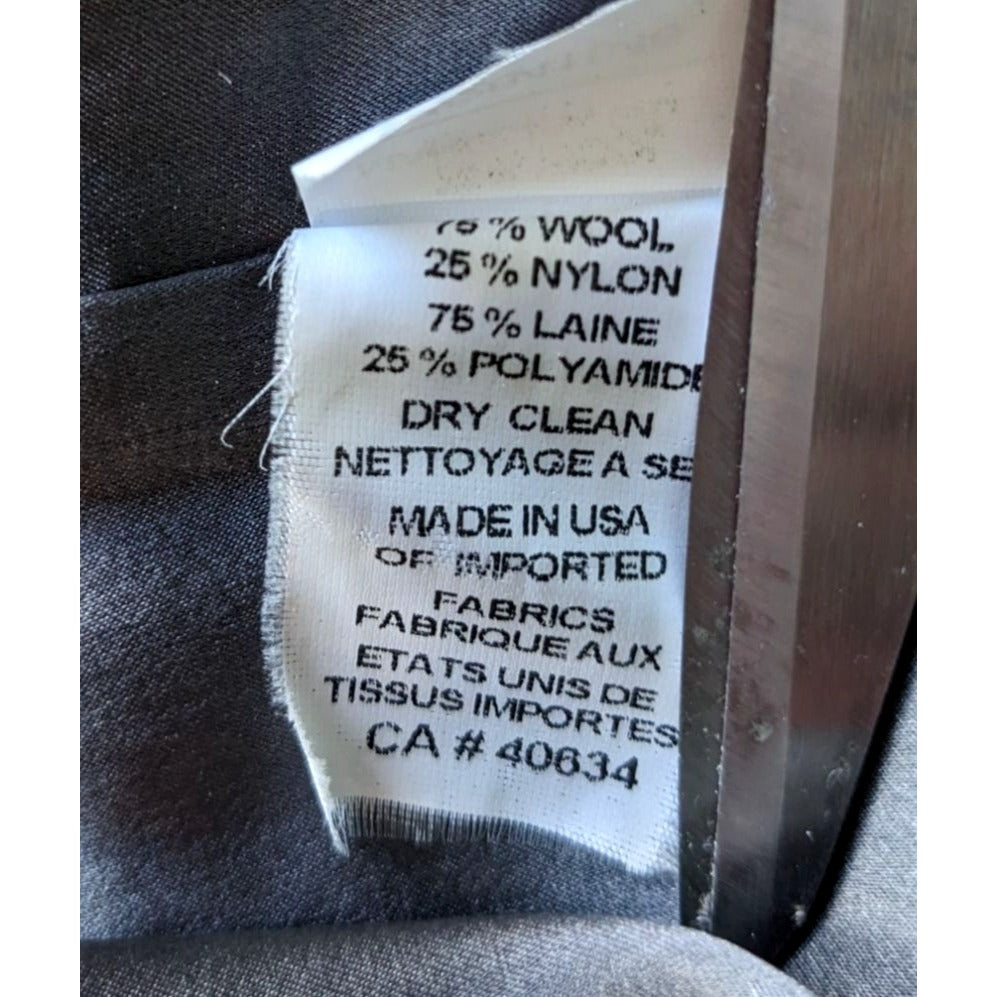 75 % WOOL
25 % NYLON
75 % LAINE
25 % POLYAMIDE
DRY CLEAN
NETTOYAGE A SE
MADE IN USA
OF IMPORTED
FABRICS
FABRIQUE AUX
ETATS UNIS DE
TISSUS IMPORTES
CA # 40634